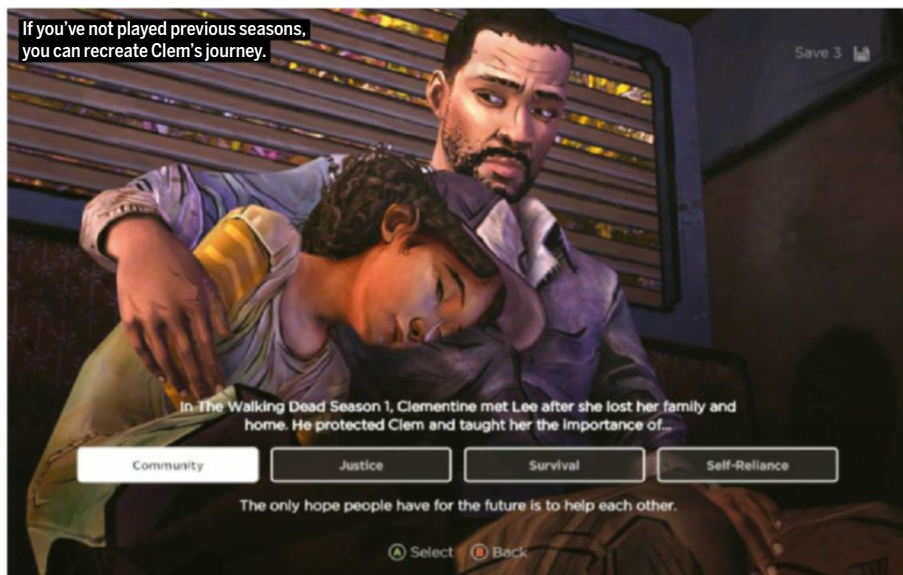 If you've not played previous seasons,
you can recreate Clem's journey.
Save 3
In The Walking Dead Season 1, Clementine met Lee after she lost her family and
home. He protected Clem and taught her the importance of...
Community
Justice
Survival
Self-Reliance
The only hope people have for the future is to help each other.
A Select B Back